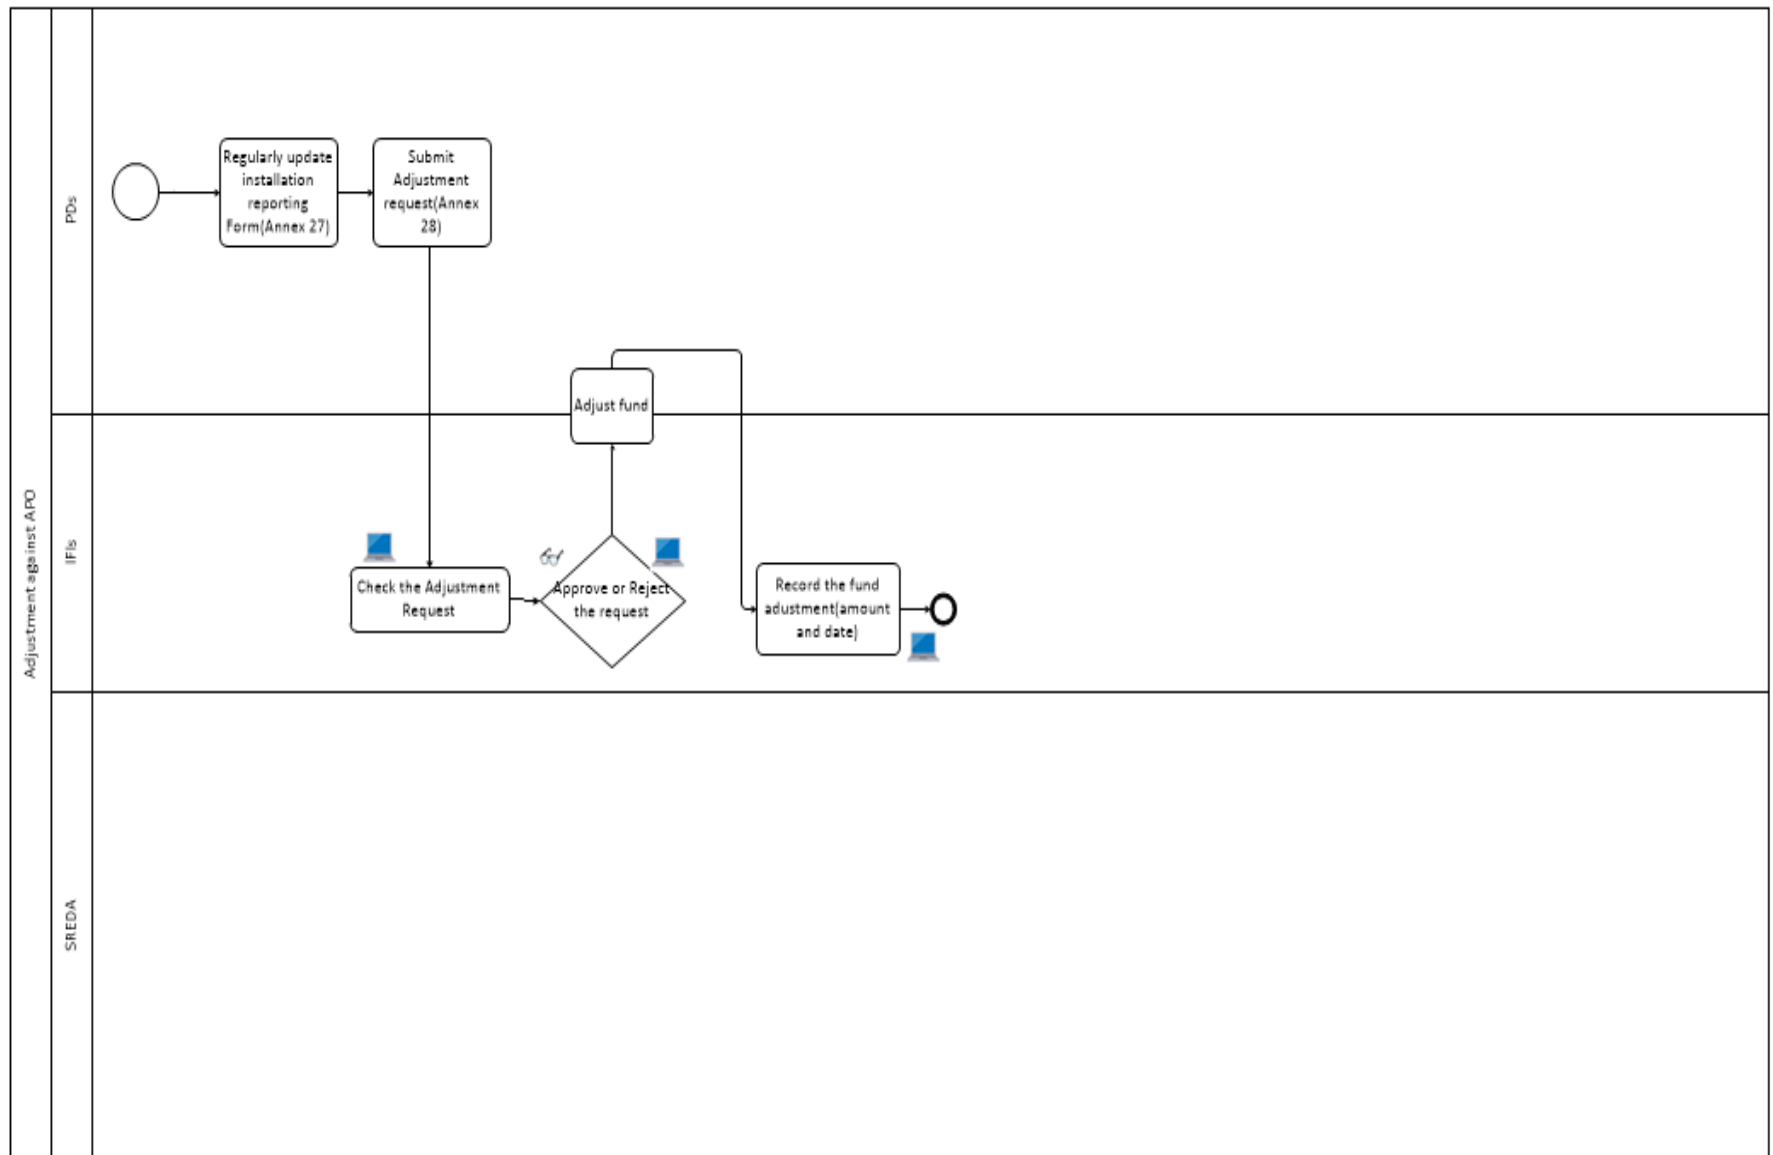 Adjustment against APO
PDs
Regularly update
installation
reporting
Form(Annex 27)
Submit
Adjustment
request(Annex
28)
Adjust fund
IFIs
Check the Adjustment
Request
Approve or Reject
the request
Record the fund
adustment(amount
and date)
SREDA